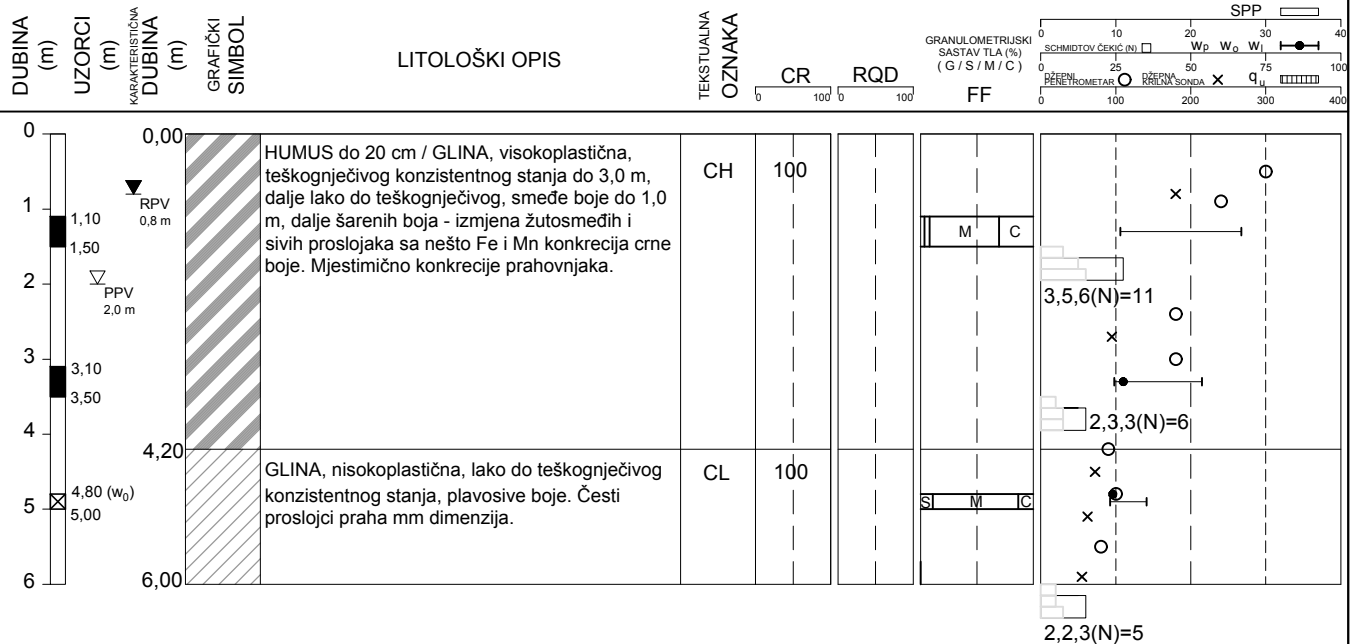 SPP
0 10 20 30 40
SCHMIDTOV ČEKIĆ (N) Wp Wo Wl
0 25 50 75 100
DŽEPNI PENETROMETAR DŽEPNA KRILNA SONDA qu
0 100 200 300 400
DUBINA (m)
UZORCI (m)
KARAKTERISTIČNA DUBINA (m)
GRAFIČKI SIMBOL
LITOLOŠKI OPIS
TEKSTUALNA OZNAKA
CR
0 100
RQD
0 100
GRANULOMETRIJSKI
SASTAV TLA (%)
( G / S / M / C )
FF
0
1
2
3
4
5
6
0,00
4,20
6,00
RPV
0,8 m
1,10
1,50
PPV
2,0 m
3,10
3,50
4,80 (w0)
5,00
HUMUS do 20 cm / GLINA, visokoplastična,
teškognječivog konzistentnog stanja do 3,0 m,
dalje lako do teškognječivog, smeđe boje do 1,0
m, dalje šarenih boja - izmjena žutosmeđih i
sivih proslojaka sa nešto Fe i Mn konkrecija crne
boje. Mjestimično konkrecije prahovnjaka.
CH
100
M C
3,5,6(N)=11
2,3,3(N)=6
GLINA, nisokoplastična, lako do teškognječivog
konzistentnog stanja, plavosive boje. Česti
proslojci praha mm dimenzija.
CL
100
S M C
2,2,3(N)=5